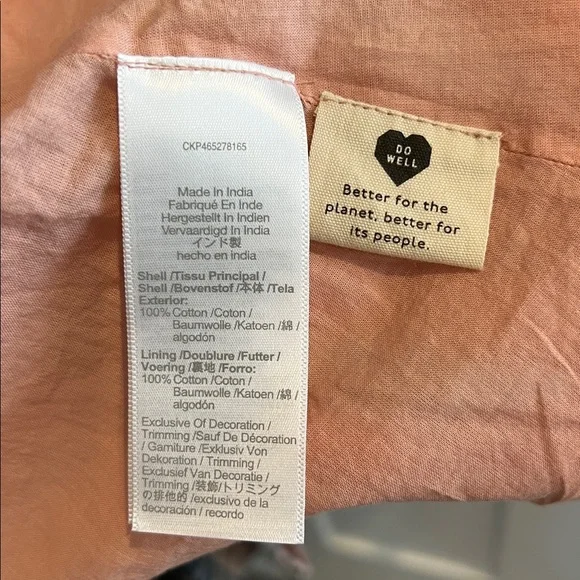 CKP465278165
Made In India
Fabriqué En Inde
Hergestellt In Indien
Vervaardigd In India
インド製
hecho en india
Shell /Tissu Principal /
Shell /Bovenstof /本体 /Tela
Exterior:
100% Cotton /Coton /
Baumwolle /Katoen /綿 /
algodón
Lining /Doublure /Futter /
Voering /裏地 /Forro:
100% Cotton /Coton /
Baumwolle /Katoen /綿 /
algodón
Exclusive Of Decoration /
Trimming /Sauf De Décoration
/ Garniture /Exklusiv Von
Dekoration / Trimming /
Exclusief Van Decoratie /
Trimming /装飾/トリミング
の排他的 /exclusivo de la
decoración / recordo
DO
WELL
Better for the
planet, better for
its people.